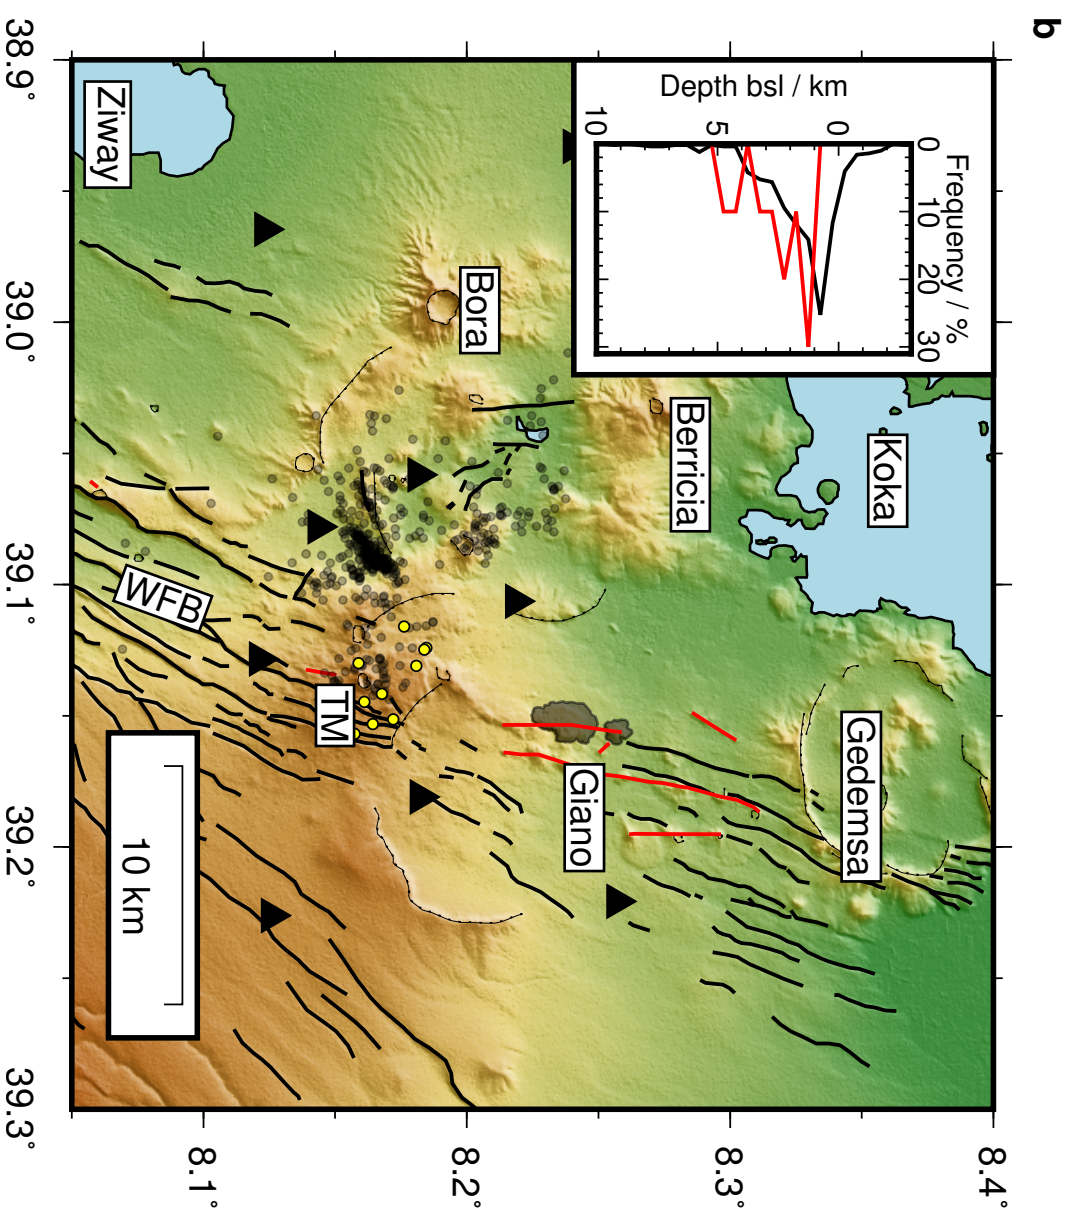 b
Koka
Berricia
Bora
Ziway
Gedemsa
Giano
TM
WFB
10 km
Frequency / %
0
10
20
30
Depth bsl / km
0
5
10
38.9°
39.0°
39.1°
39.2°
39.3°
8.4°
8.3°
8.2°
8.1°